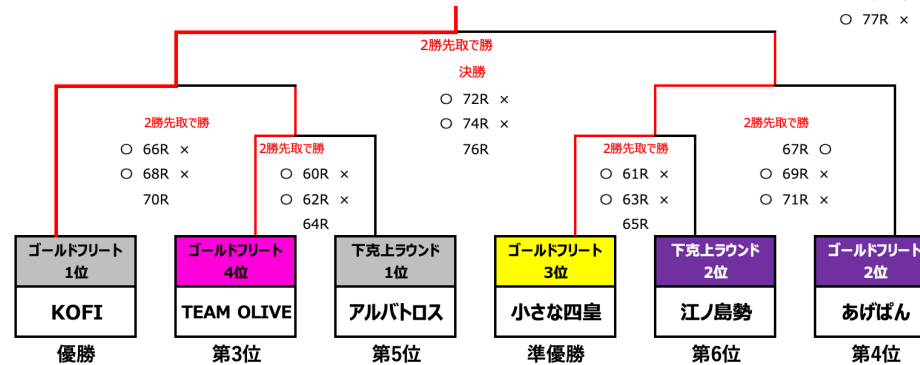 ○ 77R ×
2勝先取で勝
決勝
○ 72R ×
○ 74R ×
76R
2勝先取で勝
○ 66R ×
○ 68R ×
70R
2勝先取で勝
○ 60R ×
○ 62R ×
64R
2勝先取で勝
○ 61R ×
○ 63R ×
65R
2勝先取で勝
67R ○
○ 69R ×
○ 71R ×
ゴールドフリート
1位
KOFI
優勝
ゴールドフリート
4位
TEAM OLIVE
第3位
下克上ラウンド
1位
アルバトロス
第5位
ゴールドフリート
3位
小さな四皇
準優勝
下克上ラウンド
2位
江ノ島勢
第6位
ゴールドフリート
2位
あげぱん
第4位